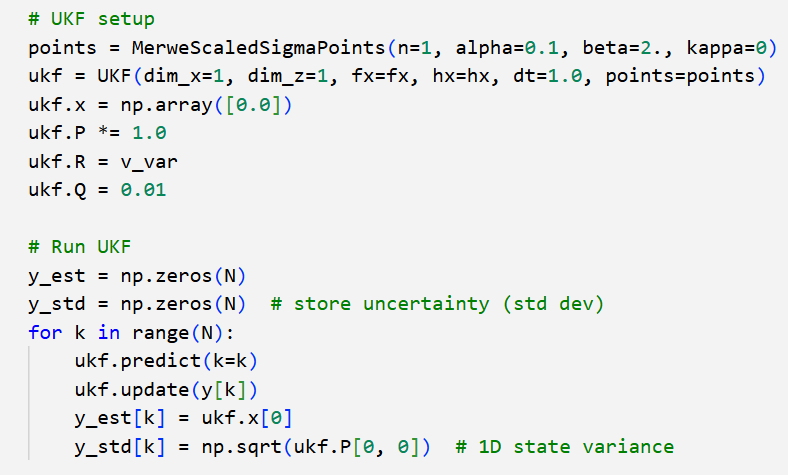 # UKF setup
points = MerweScaledSigmaPoints(n=1, alpha=0.1, beta=2., kappa=0)
ukf = UKF(dim_x=1, dim_z=1, fx=fx, hx=hx, dt=1.0, points=points)
ukf.x = np.array([0.0])
ukf.P *= 1.0
ukf.R = v_var
ukf.Q = 0.01

# Run UKF
y_est = np.zeros(N)
y_std = np.zeros(N)  # store uncertainty (std dev)
for k in range(N):
    ukf.predict(k=k)
    ukf.update(y[k])
    y_est[k] = ukf.x[0]
    y_std[k] = np.sqrt(ukf.P[0, 0])  # 1D state variance